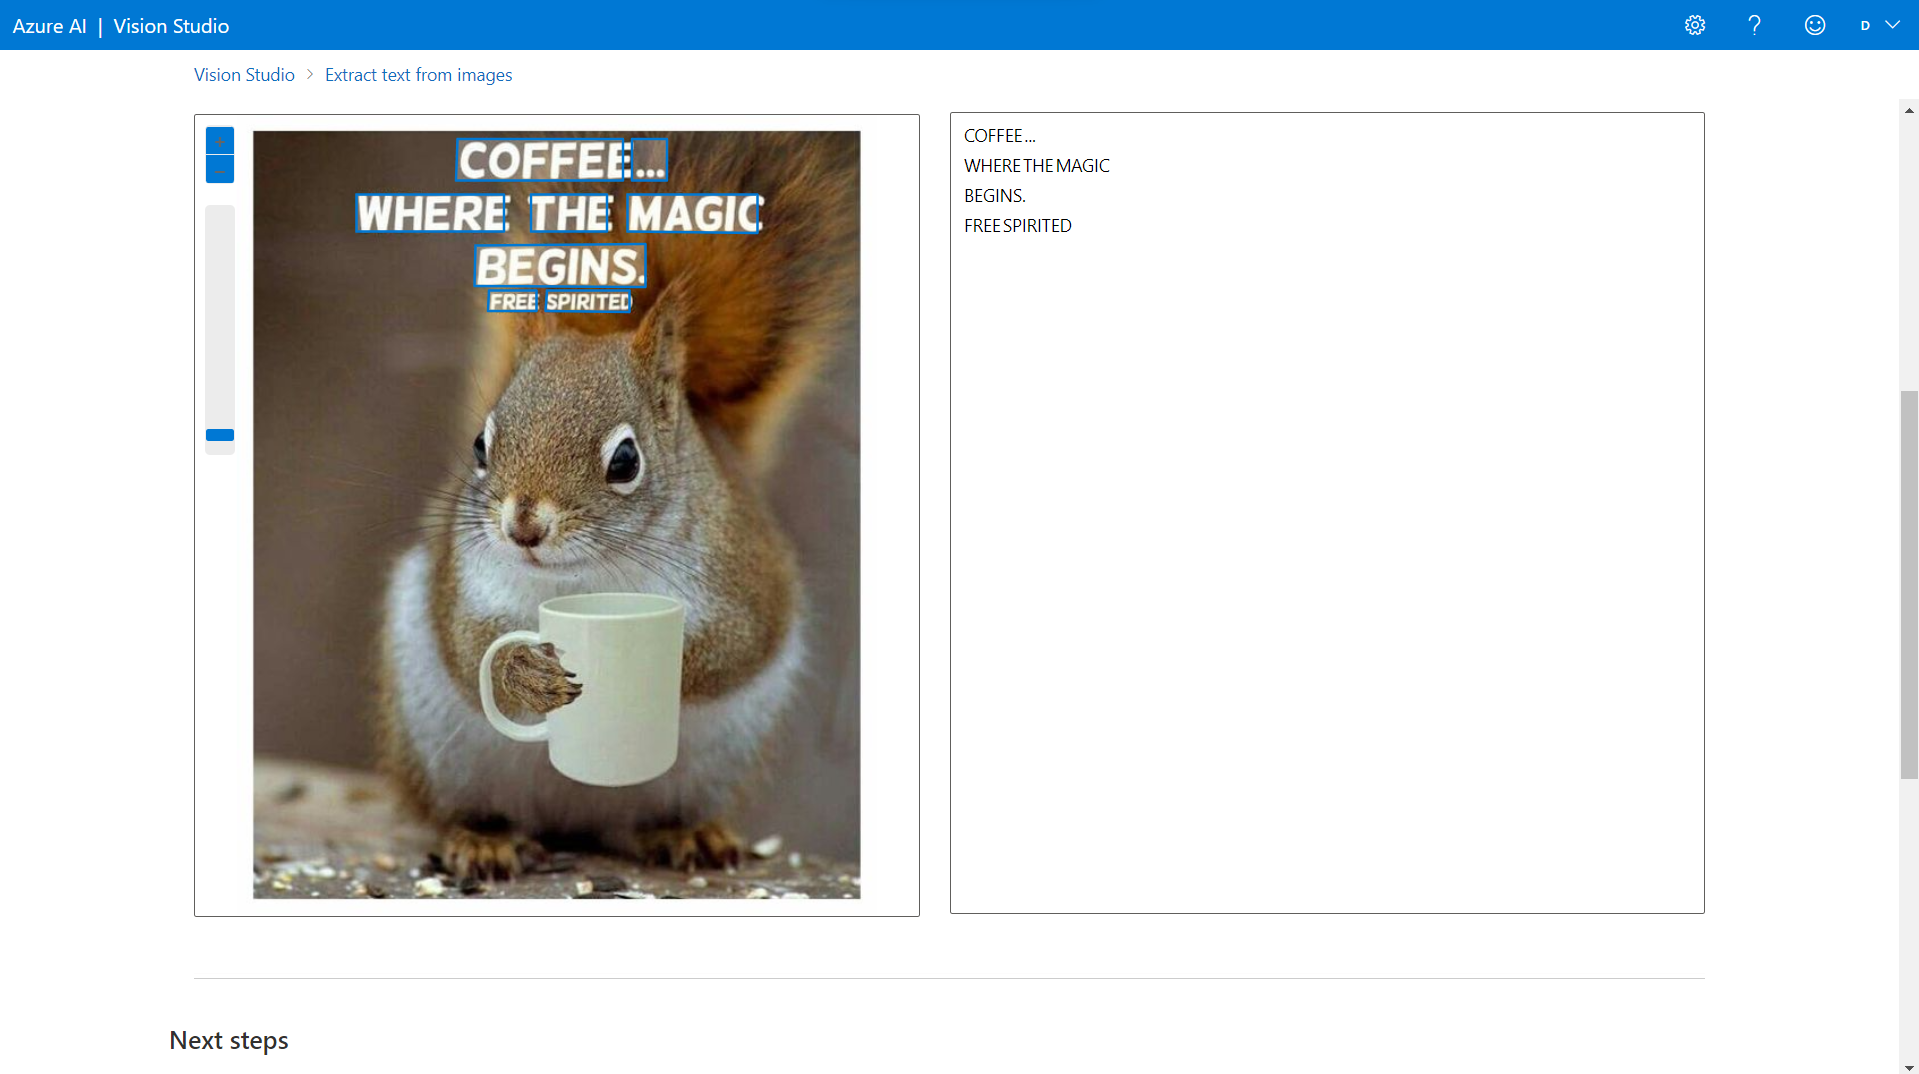 Azure AI | Vision Studio
D
Vision Studio > Extract text from images
COFFEE...
WHERE THE MAGIC
BEGINS.
FREE SPIRITED
COFFEE...
WHERE THE MAGIC
BEGINS.
FREE SPIRITED
Next steps